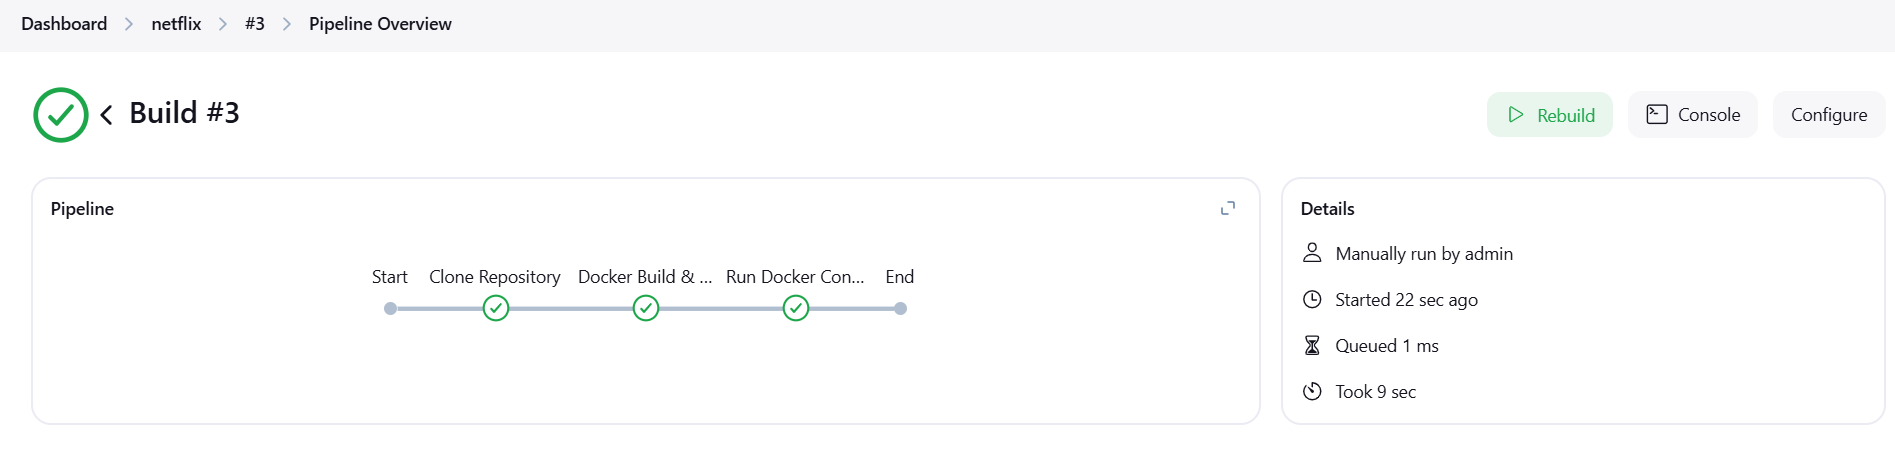 Dashboard > netflix > #3 > Pipeline Overview
Build #3
Rebuild
Console
Configure
Pipeline
Start
Clone Repository
Docker Build & ...
Run Docker Con...
End
Details
Manually run by admin
Started 22 sec ago
Queued 1 ms
Took 9 sec